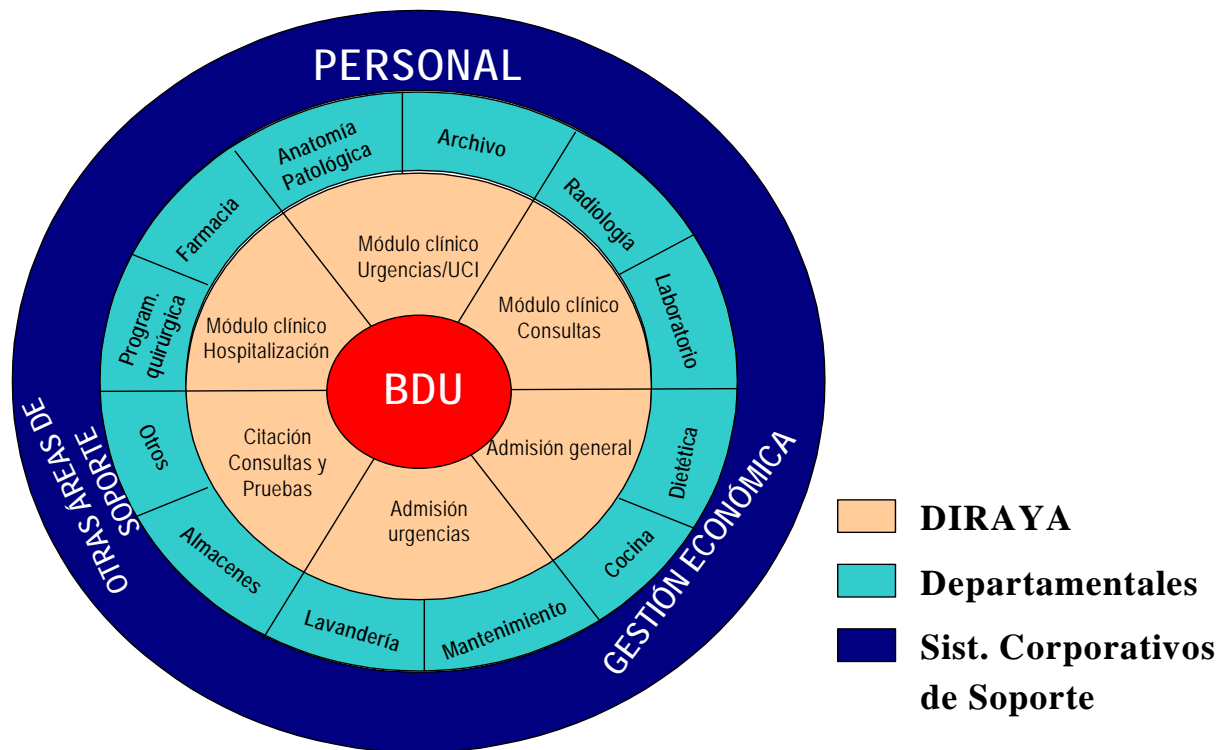 PERSONAL
Anatomía
Patológica
Archivo
Radiología
Laboratorio
Dietética
Cocina
Mantenimiento
Lavandería
Almacenes
Otros
Program.
quirúrgica
Farmacia
Módulo clínico
Urgencias/UCI
Módulo clínico
Consultas
Admisión general
Admisión
urgencias
Citación
Consultas y
Pruebas
Módulo clínico
Hospitalización
BDU
OTRAS ÁREAS DE
SOPORTE
GESTIÓN ECONÓMICA
DIRAYA
Departamentales
Sist. Corporativos
de Soporte